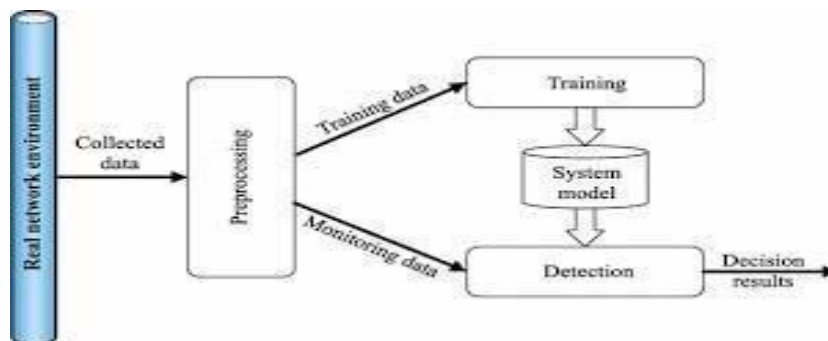 Real network environment
Collected
data
Preprocessing
Training data
Monitoring data
Training
System
model
Detection
Decision
results